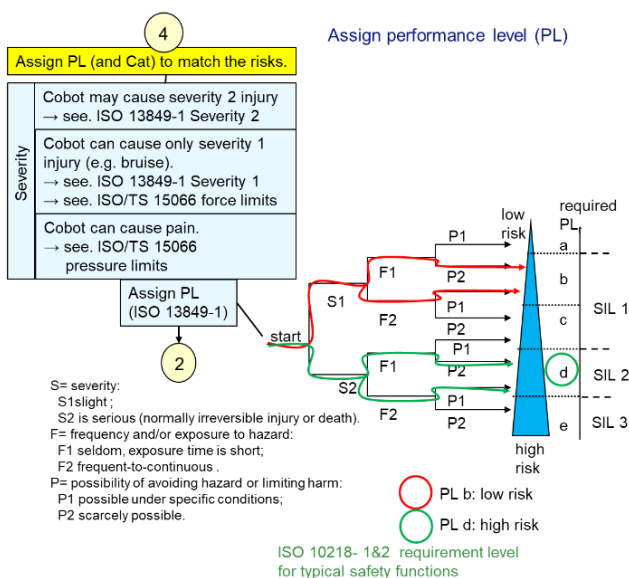 4
Assign performance level (PL)
Assign PL (and Cat) to match the risks.
Severity
Cobot may cause severity 2 injury
→ see. ISO 13849-1 Severity 2
Cobot can cause only severity 1
injury (e.g. bruise).
→ see. ISO 13849-1 Severity 1
→ see. ISO/TS 15066 force limits
Cobot can cause pain.
→ see. ISO/TS 15066
pressure limits
Assign PL
(ISO 13849-1)
2
start
S1
S2
F1
F2
F1
F2
P1
P2
P1
P2
P1
P2
P1
P2
low
risk
high
risk
required
PL
a
b
c
d
e
SIL 1
SIL 2
SIL 3
S= severity:
S1slight ;
S2 is serious (normally irreversible injury or death).
F= frequency and/or exposure to hazard:
F1 seldom, exposure time is short;
F2 frequent-to-continuous .
P= possibility of avoiding hazard or limiting harm:
P1 possible under specific conditions;
P2 scarcely possible.
PL b: low risk
PL d: high risk
ISO 10218- 1&2 requirement level
for typical safety functions